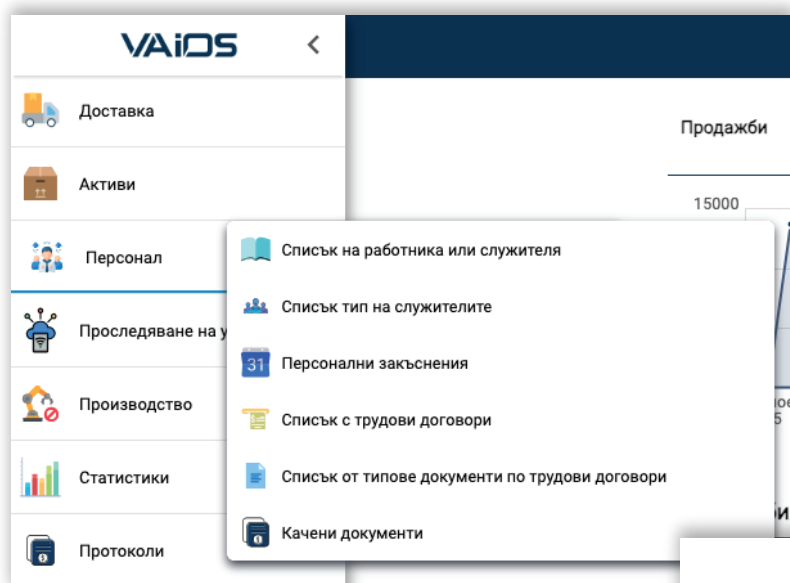 VAiOS
Доставка
Продажби
Активи
15000
Персонал
Списък на работника или служителя
Списък тип на служителите
Проследяване на у
31
Персонални закъснения
Производство
Списък с трудови договори
5
Статистики
Списък от типове документи по трудови договори
Качени документи
Протоколи